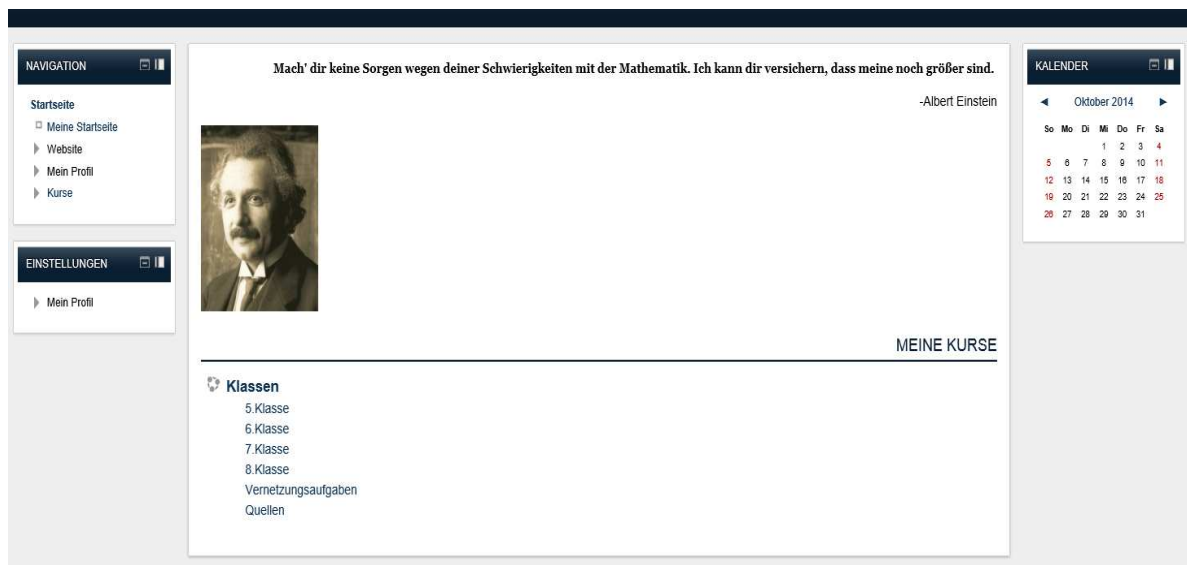 NAVIGATION
Startseite
Meine Startseite
Website
Mein Profil
Kurse
EINSTELLUNGEN
Mein Profil
Mach' dir keine Sorgen wegen deiner Schwierigkeiten mit der Mathematik. Ich kann dir versichern, dass meine noch größer sind.
-Albert Einstein
MEINE KURSE
Klassen
5.Klasse
6.Klasse
7.Klasse
8.Klasse
Vernetzungsaufgaben
Quellen
KALENDER
◄ Oktober 2014 ►
So Mo Di Mi Do Fr Sa
1 2 3 4
5 6 7 8 9 10 11
12 13 14 15 16 17 18
19 20 21 22 23 24 25
26 27 28 29 30 31